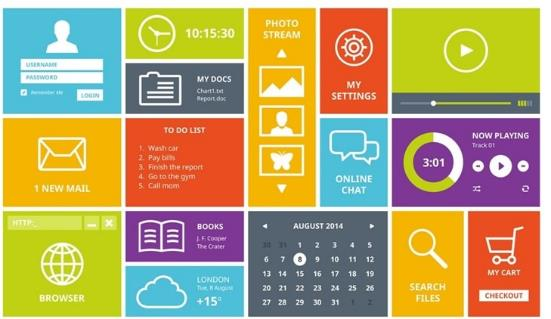 USERNAME
PASSWORD
Remember Me
LOGIN
10:15:30
MY DOCS
Chart1.txt
Report.doc
PHOTO
STREAM
MY
SETTINGS
1 NEW MAIL
TO DO LIST
1. Wash car
2. Pay bills
3. Finish the report
4. Go to the gym
5. Call mom
ONLINE
CHAT
NOW PLAYING
Track 01
3:01
HTTP:_
BROWSER
BOOKS
J. F. Cooper
The Crater
LONDON
Tue, 8 August
+15°
AUGUST 2014
30 31 1 2 3 4 5
6 7 8 9 10 11 12
13 14 15 16 17 18 19
20 21 22 23 24 25 26
27 28 29 30 31 1 2
SEARCH
FILES
MY CART
CHECKOUT